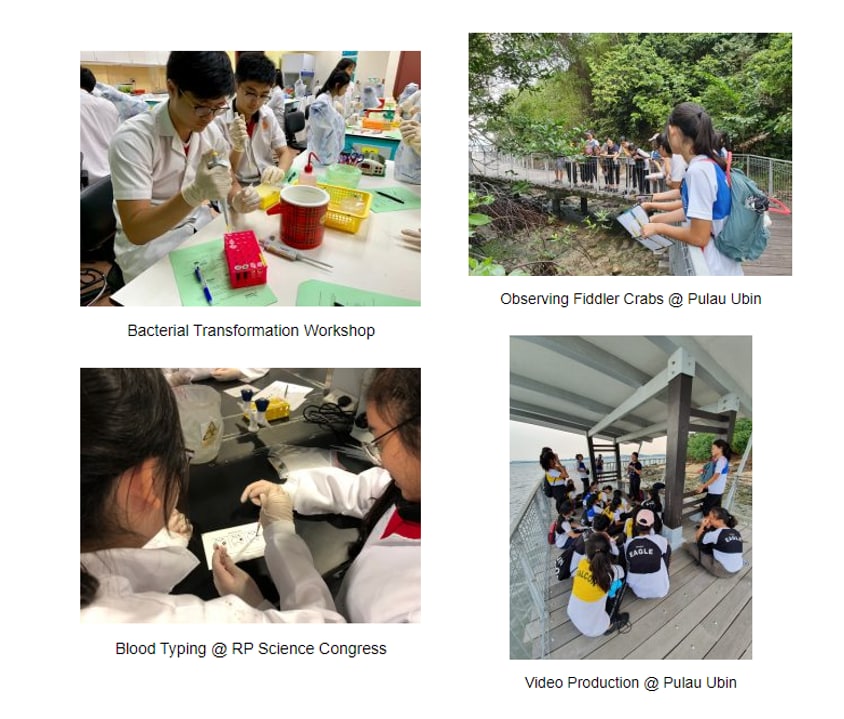 Bacterial Transformation Workshop
Observing Fiddler Crabs @ Pulau Ubin
Blood Typing @ RP Science Congress
EAGLE
EAGLE
FALCON
Video Production @ Pulau Ubin